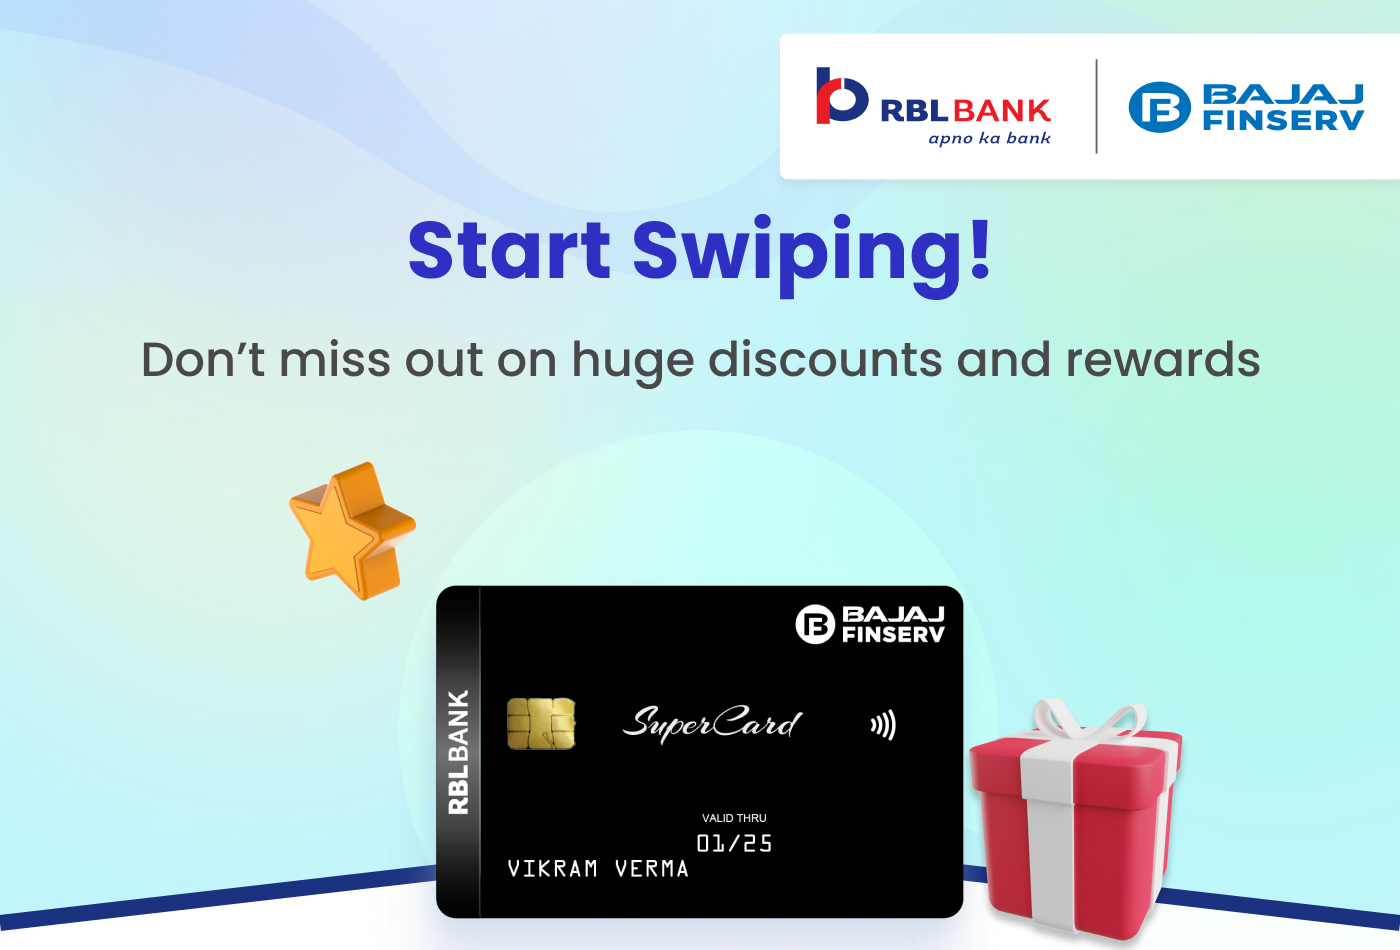 RBL BANK
apno ka bank
BAJAJ
FINSERV
Start Swiping!
Don’t miss out on huge discounts and rewards
BAJAJ
FINSERV
RBLBANK
SuperCard
VALID THRU
01/25
VIKRAM VERMA